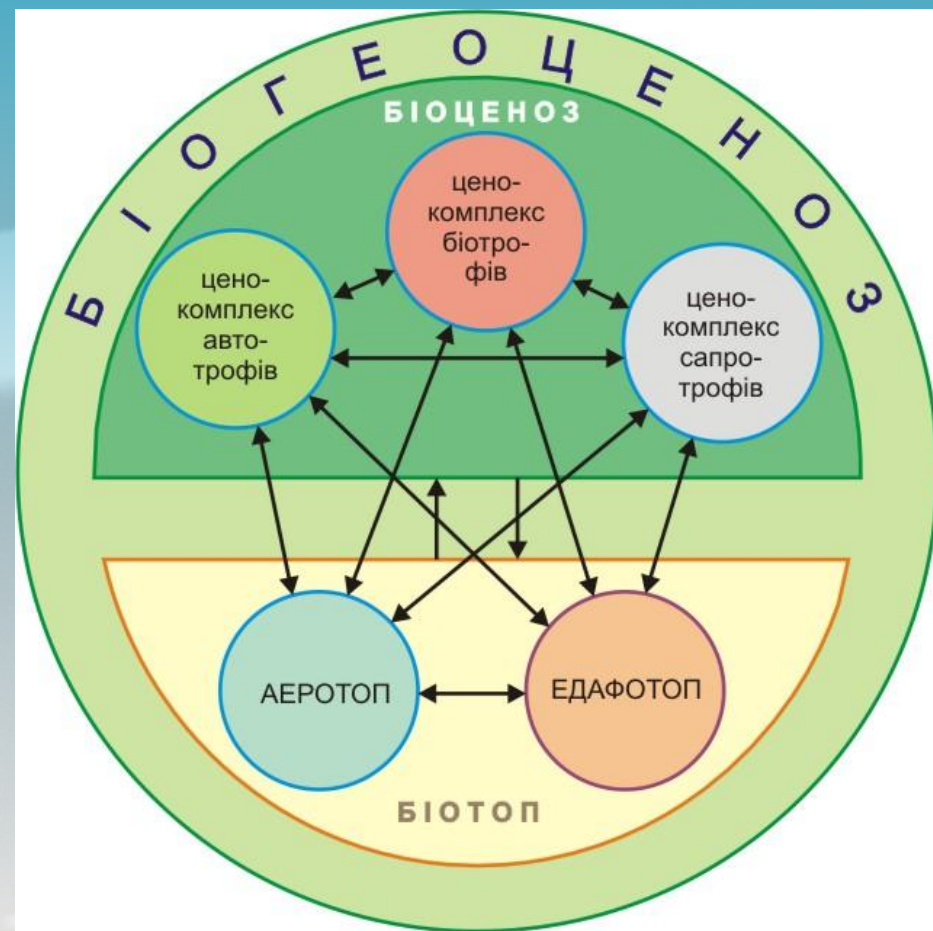 БІОГЕОЦЕНОЗ
БІОЦЕНОЗ
цено-
комплекс
біотро-
фів
цено-
комплекс
авто-
трофів
цено-
комплекс
сапро-
трофів
АЕРОТОП
ЕДАФОТОП
БІОТОП